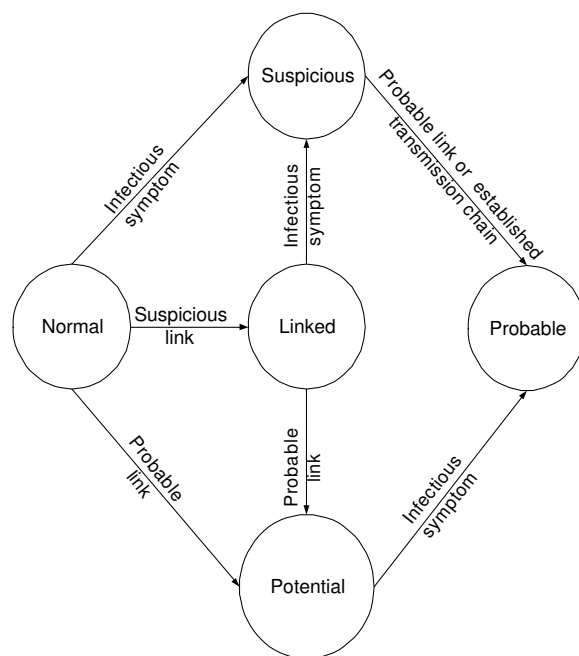 Suspicious
Probable link or established
transmission chain
Infectious
symptom
Infectious
symptom
Normal
Suspicious
link
Linked
Probable
Probable
link
Probable
link
Infectious
symptom
Potential